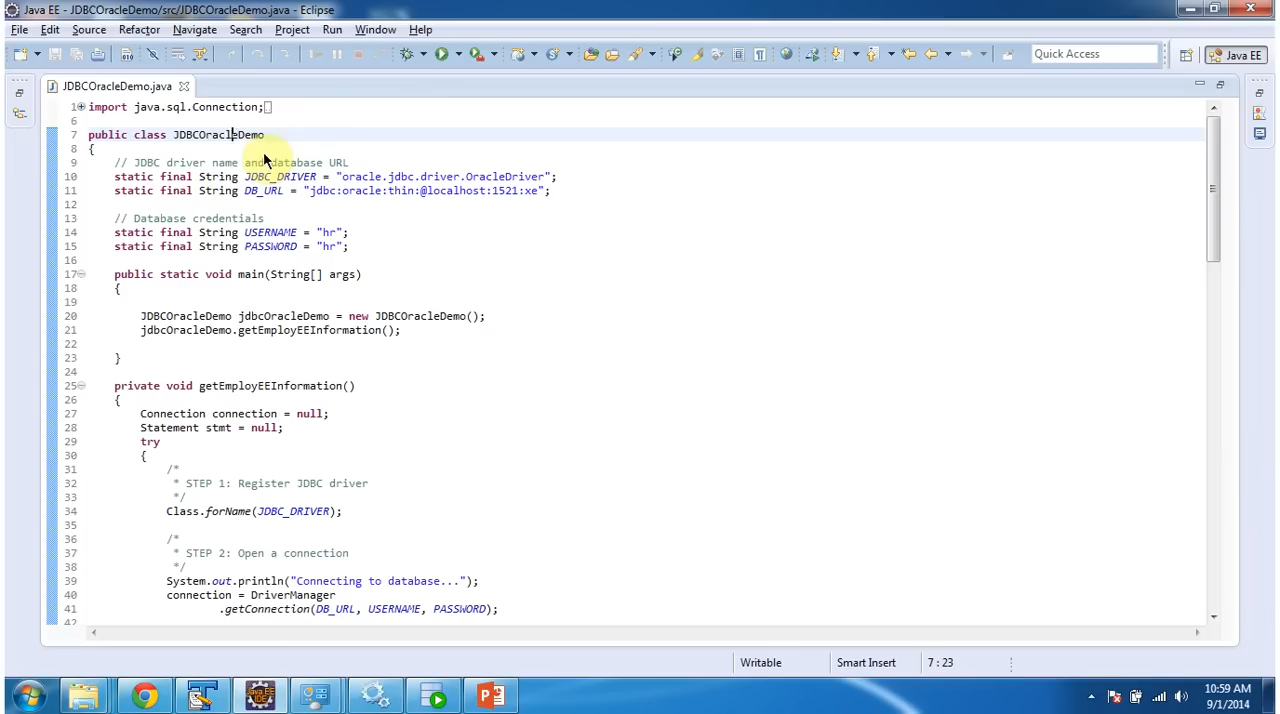 Java EE - JDBCOracleDemo/src/JDBCOracleDemo.java - Eclipse
File Edit Source Refactor Navigate Search Project Run Window Help
Quick Access
Java EE
JDBCOracleDemo.java
1 import java.sql.Connection;
6
7 public class JDBCOracleDemo
8 {
9 // JDBC driver name and database URL
10 static final String JDBC_DRIVER = "oracle.jdbc.driver.OracleDriver";
11 static final String DB_URL = "jdbc:oracle:thin:@localhost:1521:xe";
12
13 // Database credentials
14 static final String USERNAME = "hr";
15 static final String PASSWORD = "hr";
16
17 public static void main(String[] args)
18 {
19
20 JDBCOracleDemo jdbcOracleDemo = new JDBCOracleDemo();
21 jdbcOracleDemo.getEmployEEInformation();
22
23 }
24
25 private void getEmployEEInformation()
26 {
27 Connection connection = null;
28 Statement stmt = null;
29 try
30 {
31 /*
32 * STEP 1: Register JDBC driver
33 */
34 Class.forName(JDBC_DRIVER);
35
36 /*
37 * STEP 2: Open a connection
38 */
39 System.out.println("Connecting to database...");
40 connection = DriverManager
41 .getConnection(DB_URL, USERNAME, PASSWORD);
42
Writable Smart Insert 7 : 23
Java EE IDE
10:59 AM
9/1/2014